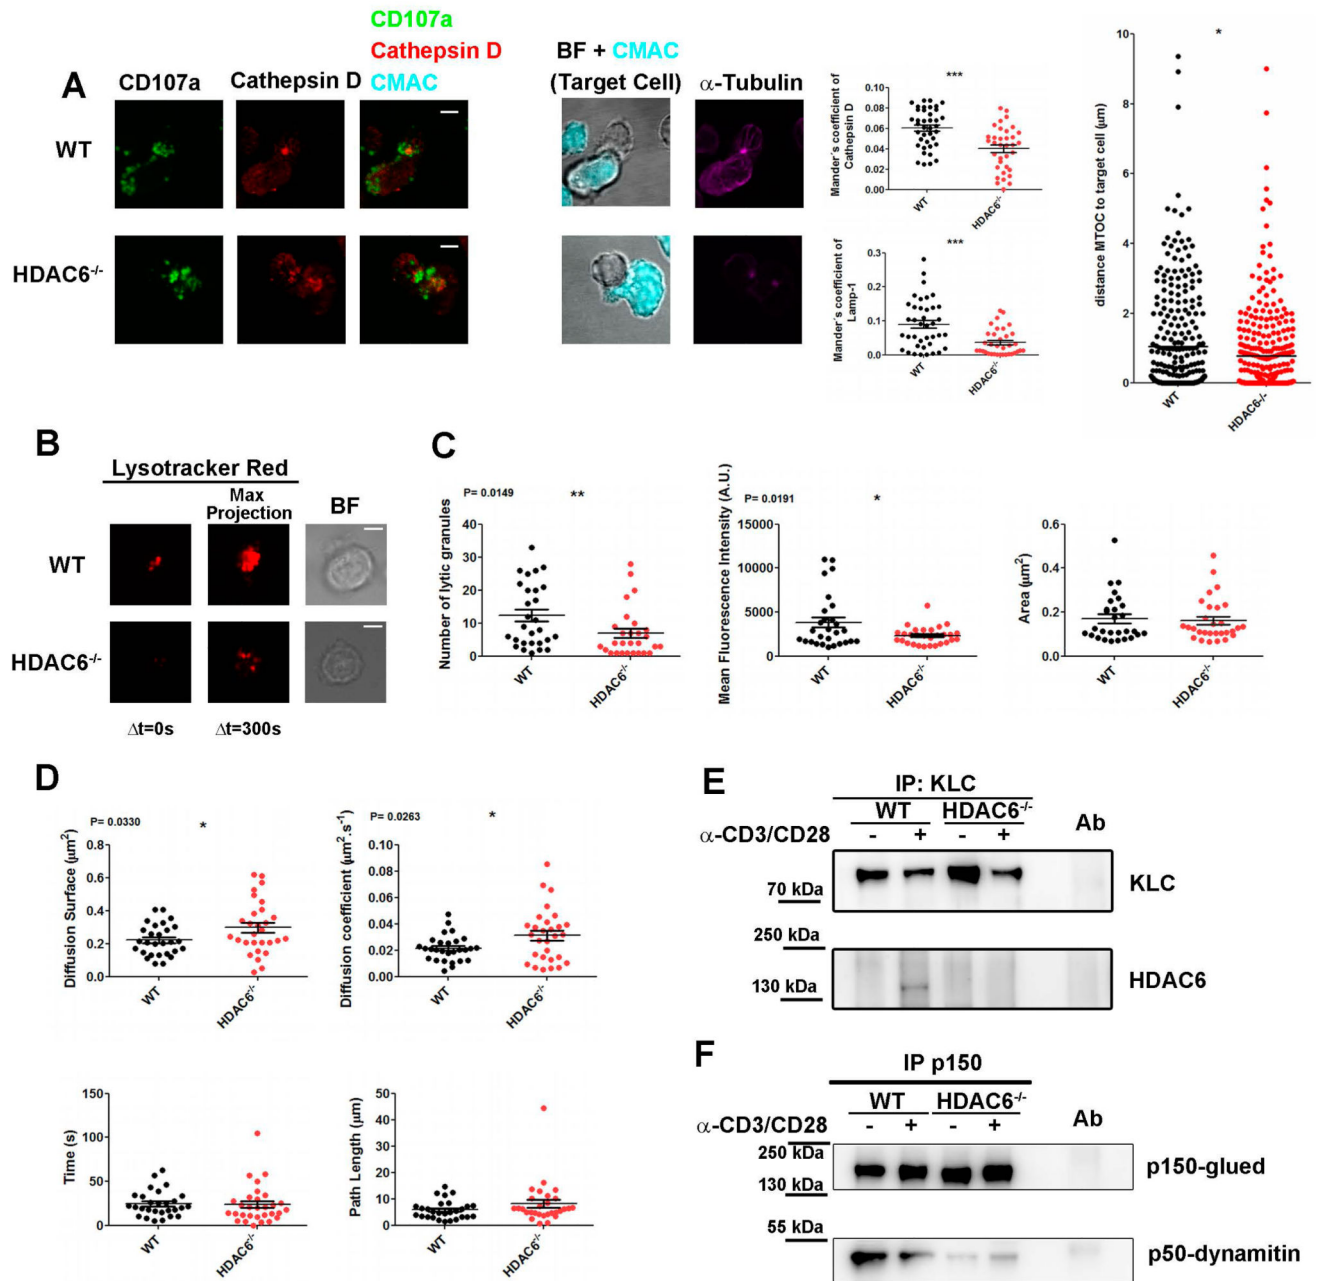 A
CD107a
Cathepsin D
CD107a
Cathepsin D
CMAC
BF + CMAC
(Target Cell)
α-Tubulin
WT
HDAC6-/-
Mander´s coefficient of
Cathepsin D
***
0.10
0.08
0.06
0.04
0.02
0.00
WT
HDAC6-/-
Mander´s coefficient of
Lamp-1
***
0.3
0.2
0.1
0.0
WT
HDAC6-/-
distance MTOC to target cell (µm)
*
10
8
6
4
2
0
WT
HDAC6-/-
B
Lysotracker Red
Max
Projection
BF
WT
HDAC6-/-
Δt=0s
Δt=300s
C
P= 0.0149
**
Number of lytic granules
40
30
20
10
0
WT
HDAC6-/-
P= 0.0191
*
Mean Fluorescence Intensity (A.U.)
15000
10000
5000
0
WT
HDAC6-/-
Area (µm²)
0.6
0.4
0.2
0.0
WT
HDAC6-/-
D
P= 0.0330
*
Diffusion Surface (µm²)
0.8
0.6
0.4
0.2
0.0
WT
HDAC6-/-
P= 0.0263
*
Diffusion coefficient (µm².s⁻¹)
0.10
0.08
0.06
0.04
0.02
0.00
WT
HDAC6-/-
Time (s)
150
100
50
0
WT
HDAC6-/-
Path Length (µm)
50
40
30
20
10
0
WT
HDAC6-/-
E
IP: KLC
WT HDAC6-/-
α-CD3/CD28 - + - + Ab
70 kDa
KLC
250 kDa
130 kDa
HDAC6
F
IP p150
WT HDAC6-/- Ab
α-CD3/CD28 - + - +
250 kDa
130 kDa
p150-glued
55 kDa
p50-dynamitin